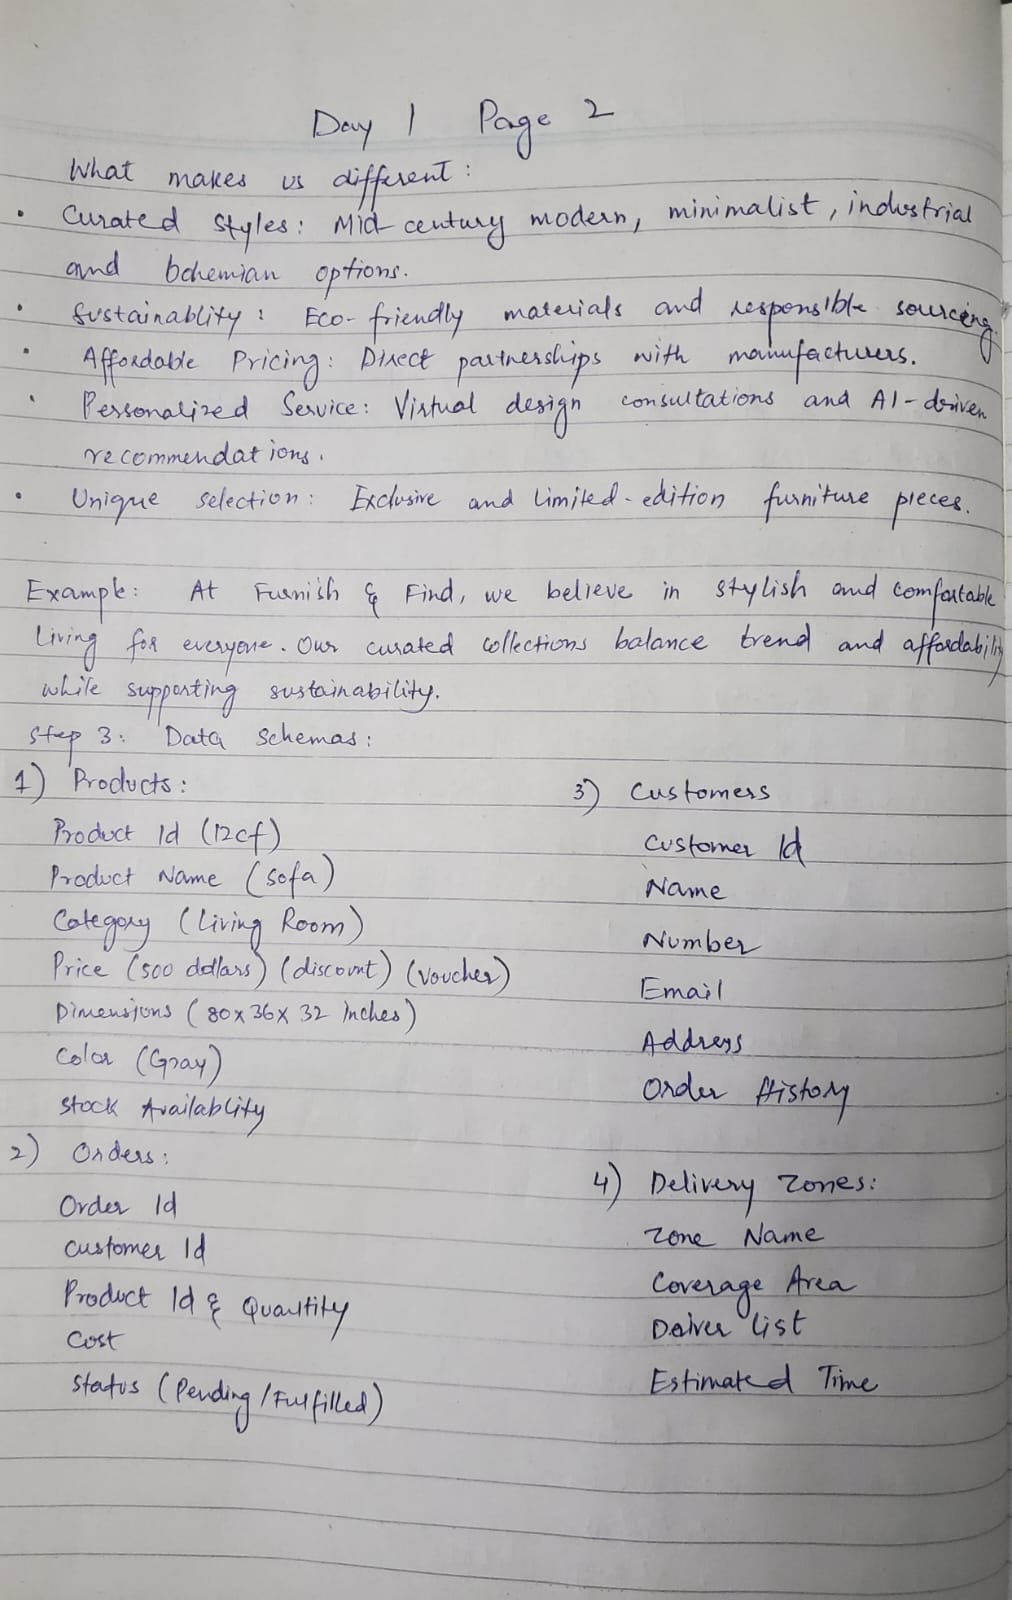 Day 1 Page 2
What makes us different:
• Curated Styles: Mid-century modern, minimalist, industrial
and bohemian options.
• Sustainablity: Eco-friendly materials and responsible sourcing.
• Affordable Pricing: Direct partnerships with manufacturers.
• Personalized Service: Virtual design consultations and AI-driven
recommendations.
• Unique selection: Exclusive and limited-edition furniture pieces.
Example: At Furnish & Find, we believe in stylish and comfortable
living for everyone. Our curated collections balance trend and affordability
while supporting sustainability.
Step 3: Data Schemas:
1) Products:
Product Id (12cf)
Product Name (Sofa)
Category (Living Room)
Price (500 dollars) (discount) (voucher)
Dimensions (80x36x 32 inches)
Color (Gray)
Stock Availablity
2) Orders:
Order Id
Customer Id
Product Id & Quantity
Cost
Status (Pending/Fulfilled)
3) Customers
Customer Id
Name
Number
Email
Address
Order History
4) Delivery Zones:
Zone Name
Coverage Area
Driver List
Estimated Time